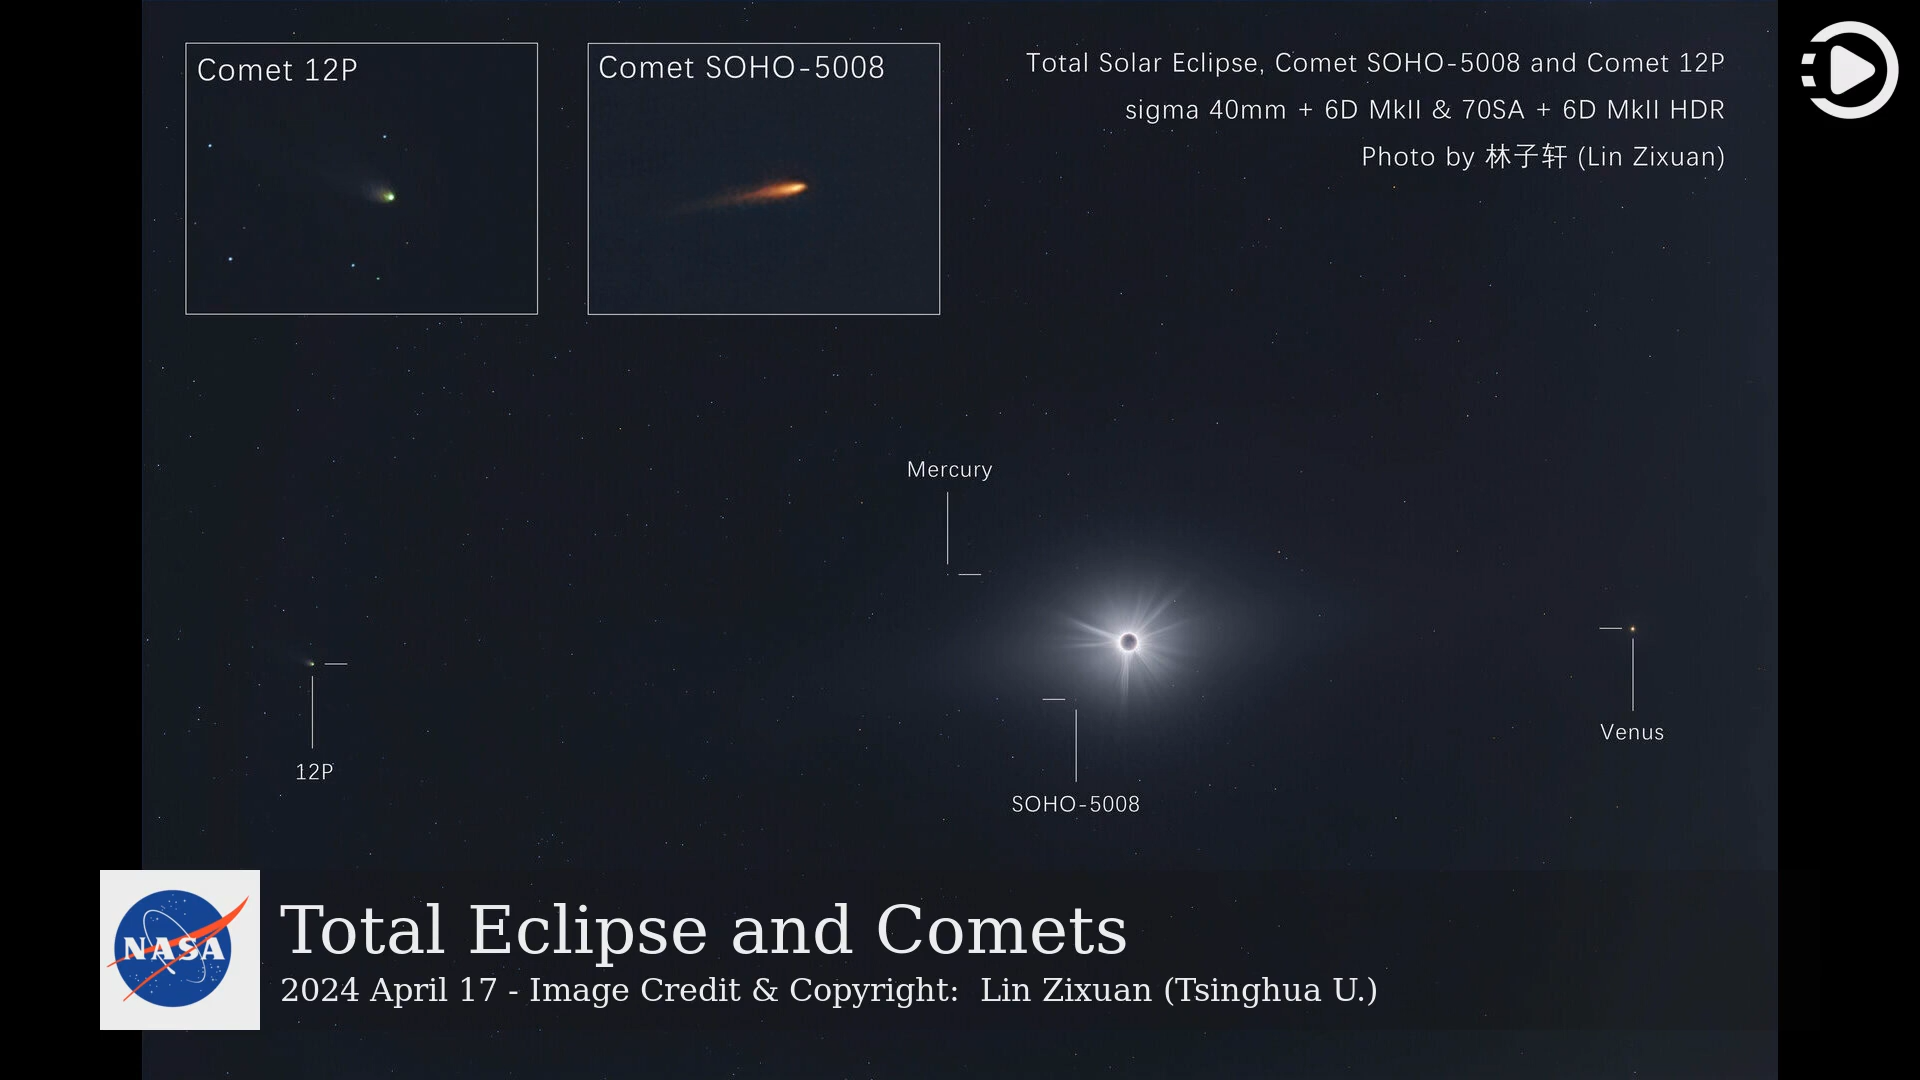 Comet 12P
Comet SOHO-5008
Total Solar Eclipse, Comet SOHO-5008 and Comet 12P
sigma 40mm + 6D MkII & 70SA + 6D MkII HDR
Photo by 林子轩 (Lin Zixuan)
Mercury
12P
SOHO-5008
Venus
NASA
Total Eclipse and Comets
2024 April 17 - Image Credit & Copyright: Lin Zixuan (Tsinghua U.)